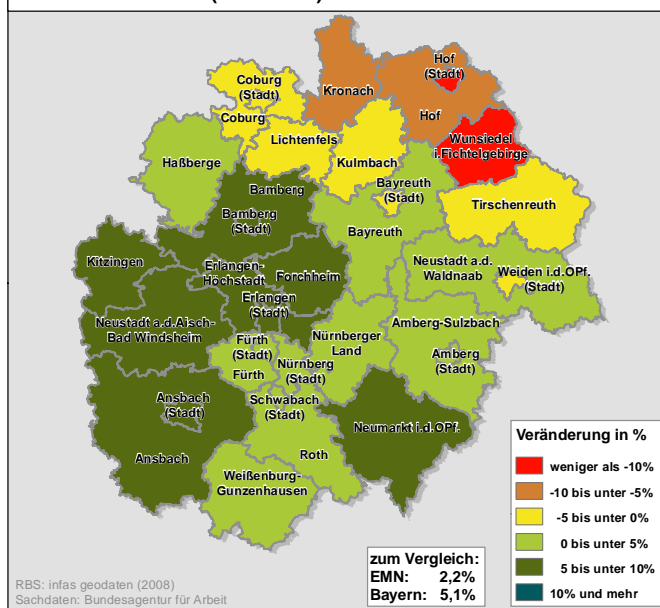 Hof
(Stadt)
Coburg
(Stadt)
Kronach
Hof
Coburg
Lichtenfels
Wunsiedel
i.Fichtelgebirge
Haßberge
Kulmbach
Bamberg
Bayreuth
(Stadt)
Tirschenreuth
Bamberg
(Stadt)
Bayreuth
Kitzingen
Erlangen-
Höchstadt
Forchheim
Neustadt a.d.
Waldnaab
Weiden i.d.OPf.
(Stadt)
Erlangen
(Stadt)
Neustadt a.d.Aisch-
Bad Windsheim
Amberg-Sulzbach
Fürth
(Stadt)
Nürnberger
Land
Amberg
(Stadt)
Fürth
Nürnberg
(Stadt)
Ansbach
(Stadt)
Schwabach
(Stadt)
Neumarkt i.d.OPf.
Ansbach
Roth
Weißenburg-
Gunzenhausen
Veränderung in %
weniger als -10%
-10 bis unter -5%
-5 bis unter 0%
0 bis unter 5%
5 bis unter 10%
10% und mehr
zum Vergleich:
EMN: 2,2%
Bayern: 5,1%
RBS: infas geodaten (2008)
Sachdaten: Bundesagentur für Arbeit